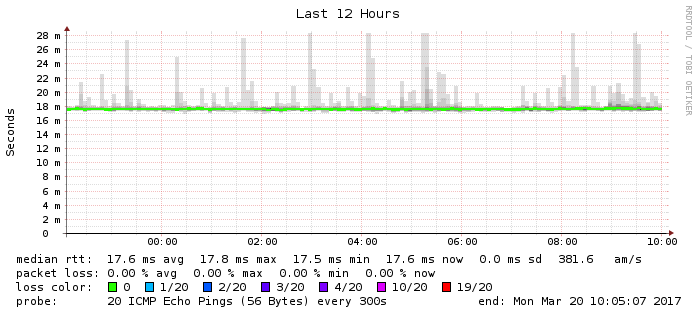 Last 12 Hours
RRDTOOL / TOBI OETIKER
Seconds
28 m
26 m
24 m
22 m
20 m
18 m
16 m
14 m
12 m
10 m
8 m
6 m
4 m
2 m
0
00:00 02:00 04:00 06:00 08:00 10:00
median rtt: 17.6 ms avg 17.8 ms max 17.5 ms min 17.6 ms now 0.0 ms sd 381.6 am/s
packet loss: 0.00 % avg 0.00 % max 0.00 % min 0.00 % now
loss color: 0 1/20 2/20 3/20 4/20 10/20 19/20
probe: 20 ICMP Echo Pings (56 Bytes) every 300s end: Mon Mar 20 10:05:07 2017